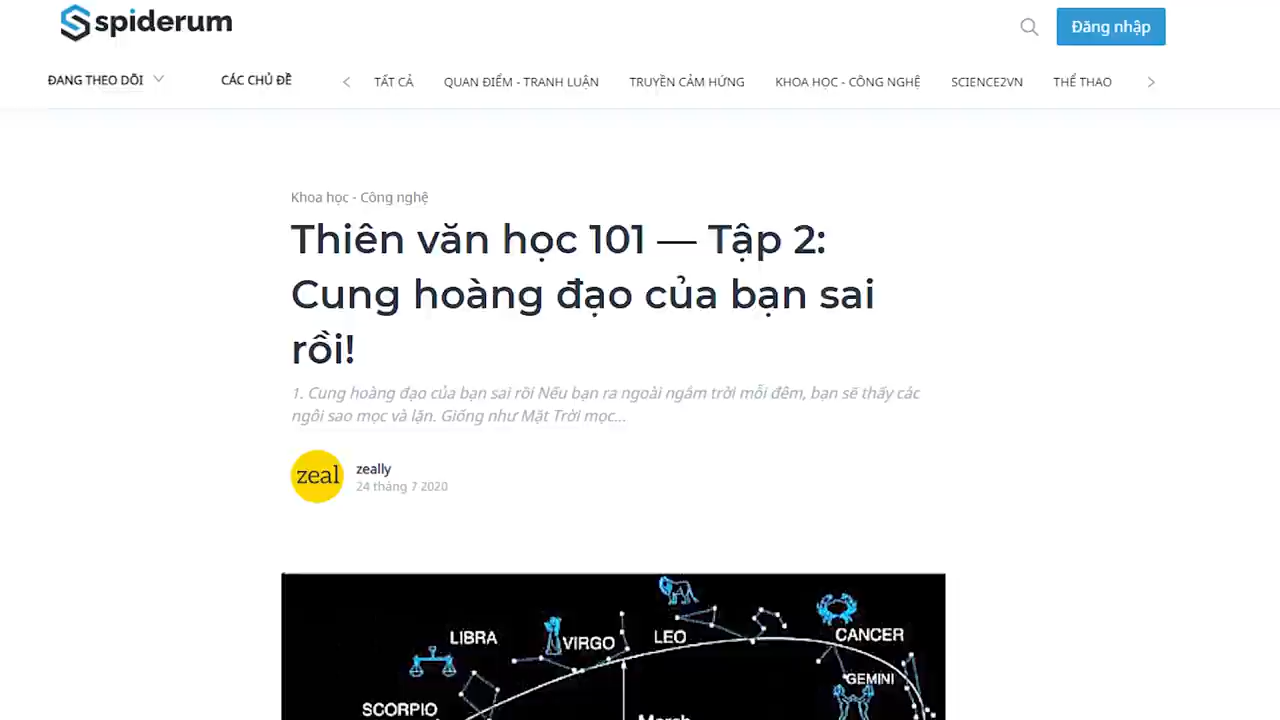 spiderum
Đăng nhập
ĐANG THEO DÕI
CÁC CHỦ ĐỀ
TẤT CẢ
QUAN ĐIỂM - TRANH LUẬN
TRUYỀN CẢM HỨNG
KHOA HỌC - CÔNG NGHỆ
SCIENCE2VN
THỂ THAO
Khoa học - Công nghệ
Thiên văn học 101 — Tập 2:
Cung hoàng đạo của bạn sai
rồi!
1. Cung hoàng đạo của bạn sai rồi Nếu bạn ra ngoài ngắm trời mỗi đêm, bạn sẽ thấy các
ngôi sao mọc và lặn. Giống như Mặt Trời mọc...
zeal
zeally
24 tháng 7 2020
LIBRA
VIRGO
LEO
CANCER
GEMINI
SCORPIO
March